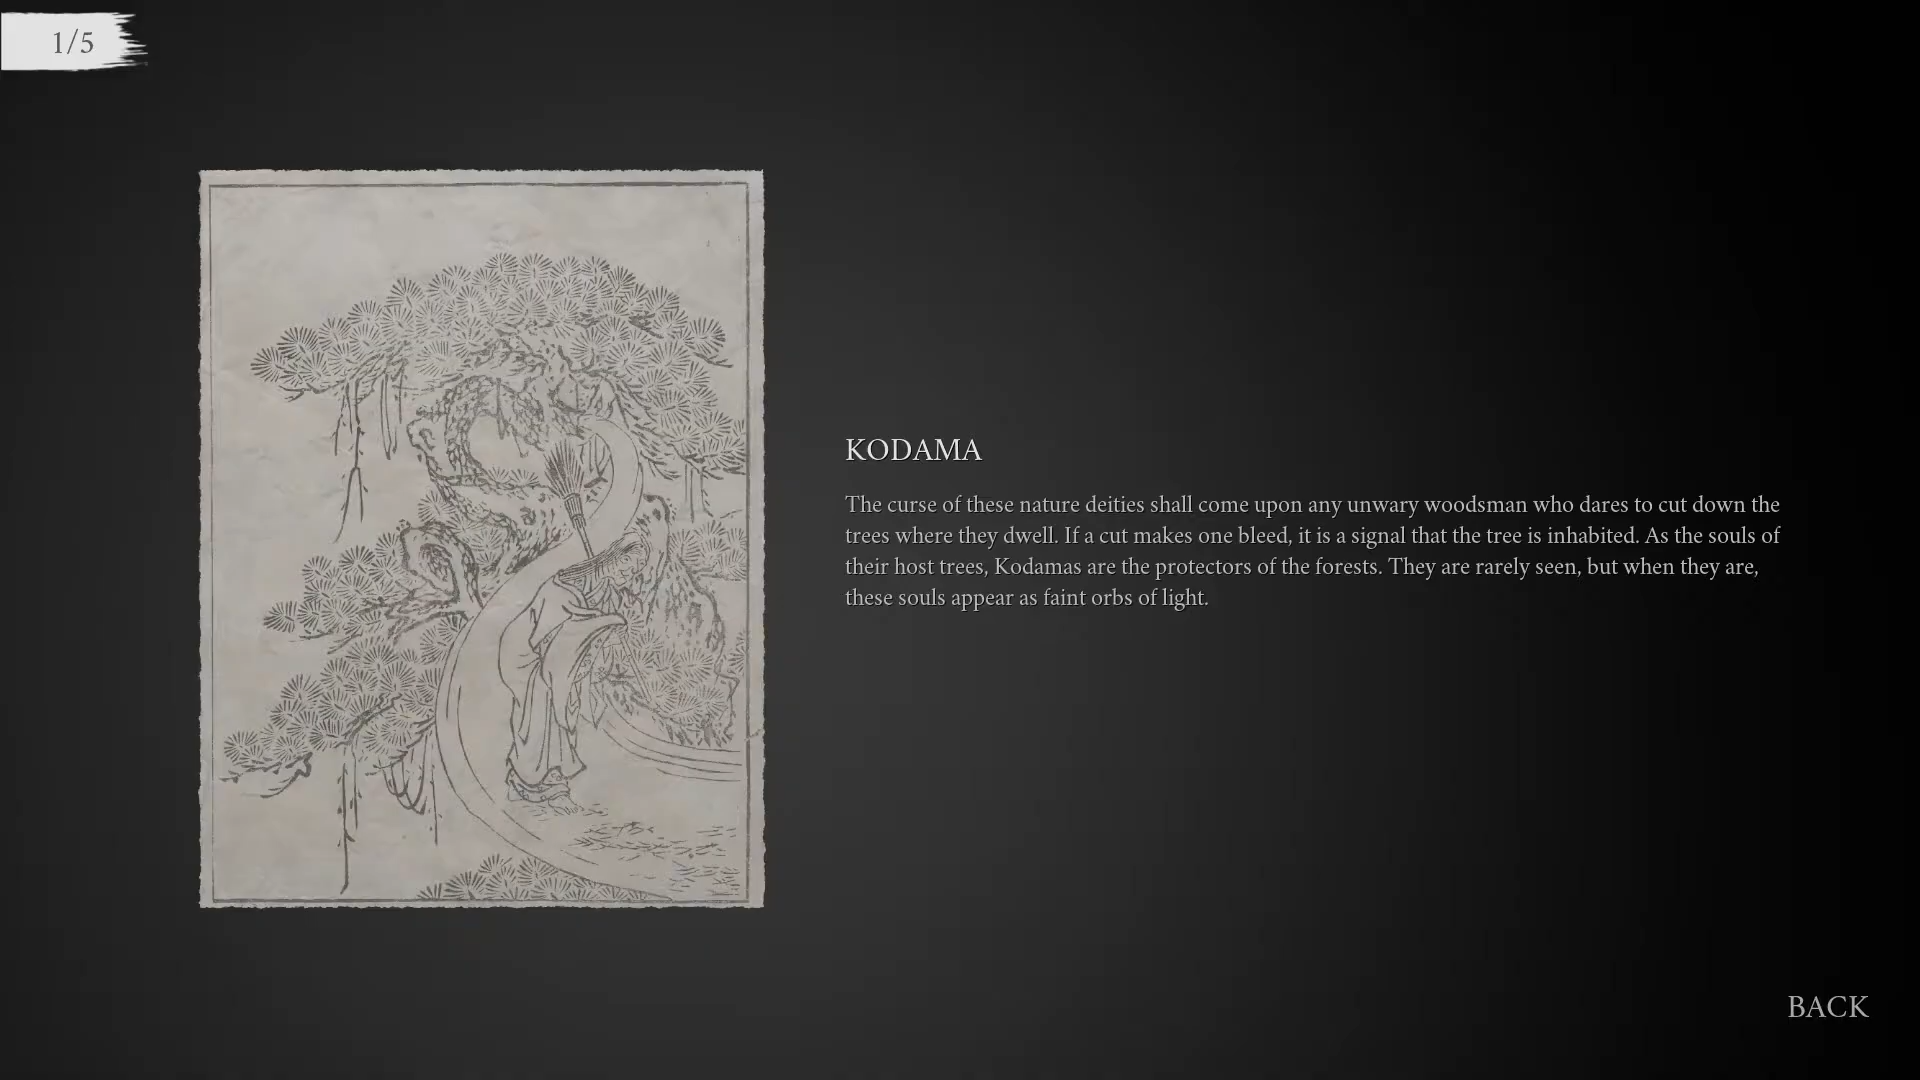 1/5
KODAMA
The curse of these nature deities shall come upon any unwary woodsman who dares to cut down the
trees where they dwell. If a cut makes one bleed, it is a signal that the tree is inhabited. As the souls of
their host trees, Kodamas are the protectors of the forests. They are rarely seen, but when they are,
these souls appear as faint orbs of light.
BACK